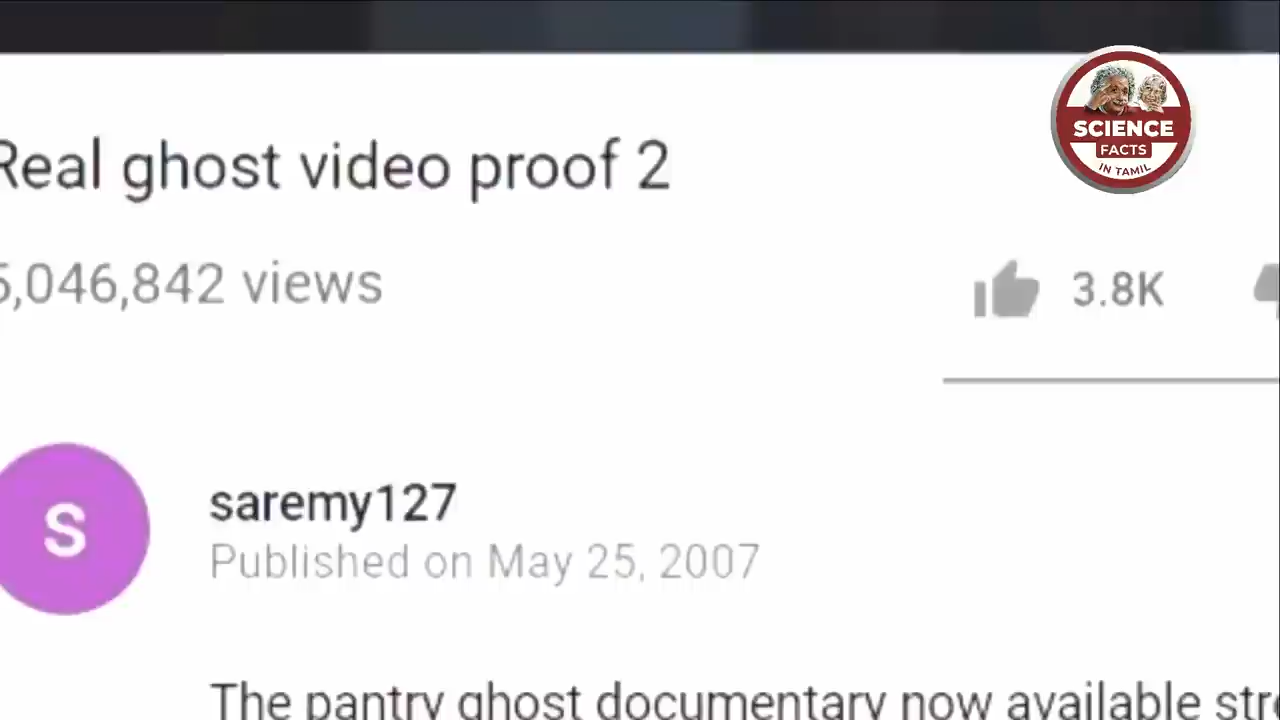 SCIENCE
FACTS
IN TAMIL
Real ghost video proof 2
5,046,842 views
3.8K
S
saremy127
Published on May 25, 2007
The pantry ghost documentary now available